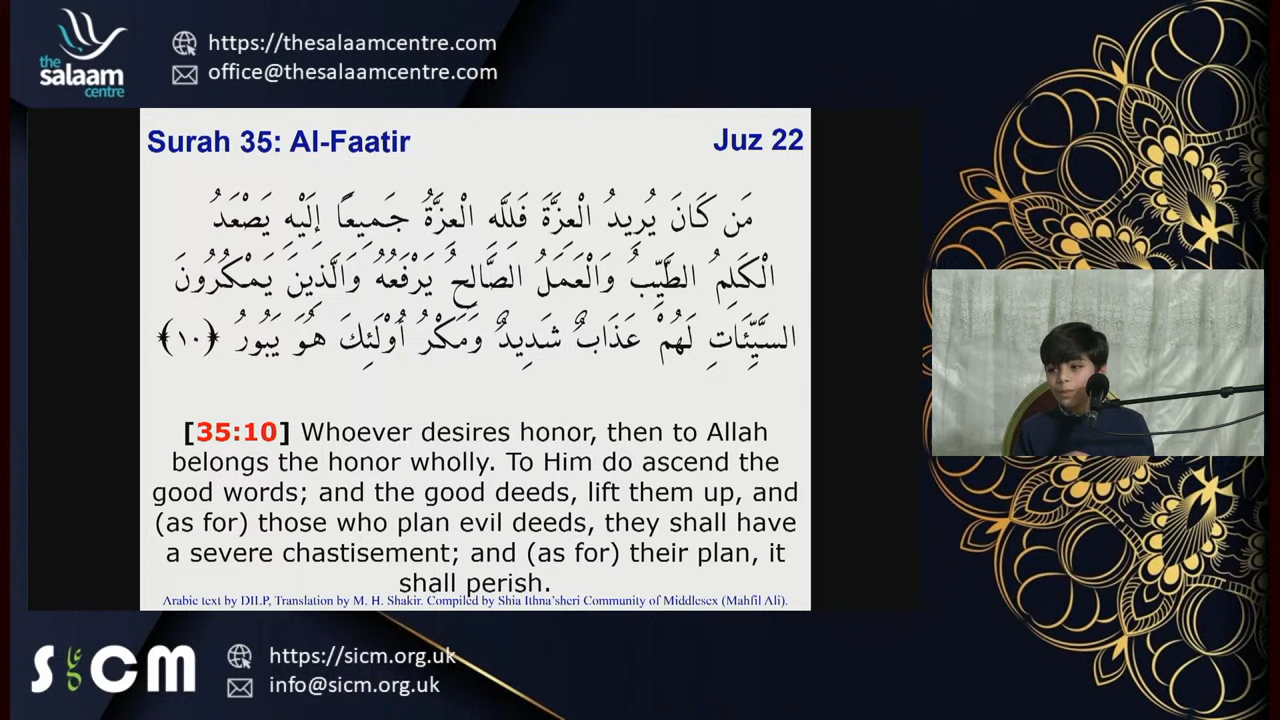 the
salaam
centre
https://thesalaamcentre.com
office@thesalaamcentre.com
Surah 35: Al-Faatir
Juz 22
مَن كَانَ يُرِيدُ الْعِزَّةَ فَلِلَّهِ الْعِزَّةُ جَمِيعًا إِلَيْهِ يَصْعَدُ
الْكَلِمُ الطَّيِّبُ وَالْعَمَلُ الصَّالِحُ يَرْفَعُهُ وَالَّذِينَ يَمْكُرُونَ
السَّيِّئَاتِ لَهُمْ عَذَابٌ شَدِيدٌ وَمَكْرُ أُوْلَئِكَ هُوَ يَبُورُ ﴿١٠﴾
[35:10] Whoever desires honor, then to Allah
belongs the honor wholly. To Him do ascend the
good words; and the good deeds, lift them up, and
(as for) those who plan evil deeds, they shall have
a severe chastisement; and (as for) their plan, it
shall perish.
Arabic text by DILP, Translation by M. H. Shakir. Compiled by Shia Ithna'sheri Community of Middlesex (Mahfil Ali).
SICM
https://sicm.org.uk
info@sicm.org.uk